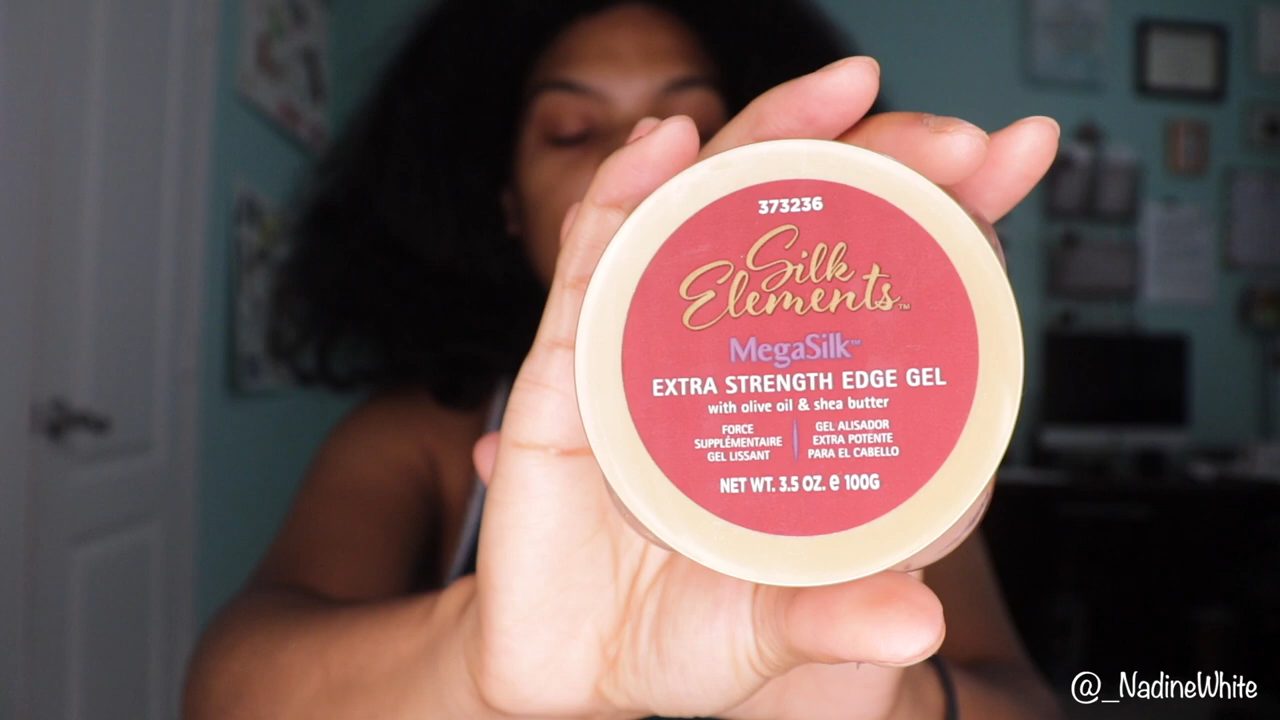 373236
Silk
Elements™
MegaSilk™
EXTRA STRENGTH EDGE GEL
with olive oil & shea butter
FORCE
SUPPLÉMENTAIRE
GEL LISSANT
GEL ALISADOR
EXTRA POTENTE
PARA EL CABELLO
NET WT. 3.5 OZ. e 100G
@_NadineWhite